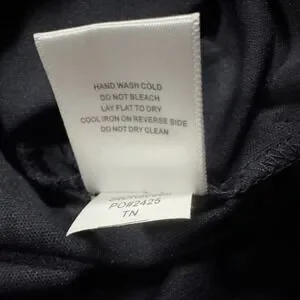 HAND WASH COLD
DO NOT BLEACH
LAY FLAT TO DRY
COOL IRON ON REVERSE SIDE
DO NOT DRY CLEAN
PO#2425
TN